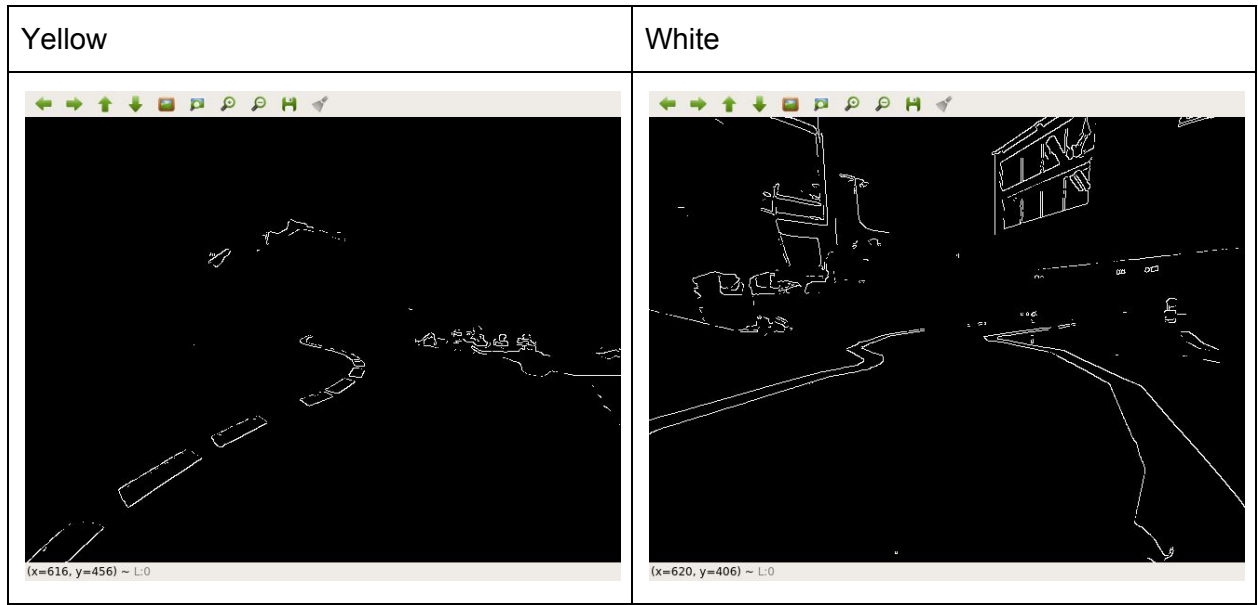 Yellow
White
(x=616, y=456) ~ L:0
(x=620, y=406) ~ L:0